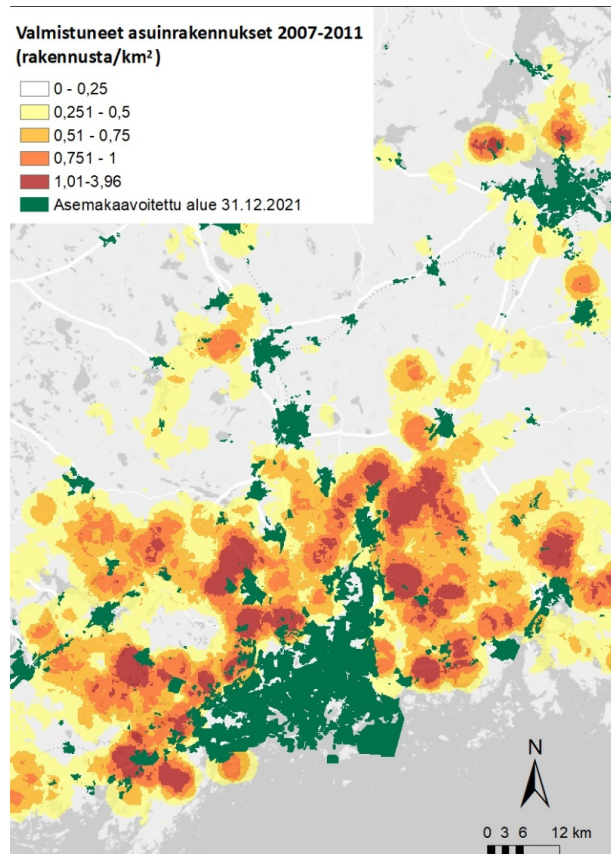 Valmistuneet asuinrakennukset 2007-2011
(rakennusta/km²)
0 - 0,25
0,251 - 0,5
0,51 - 0,75
0,751 - 1
1,01-3,96
Asemakaavoitettu alue 31.12.2021
N
0 3 6 12 km